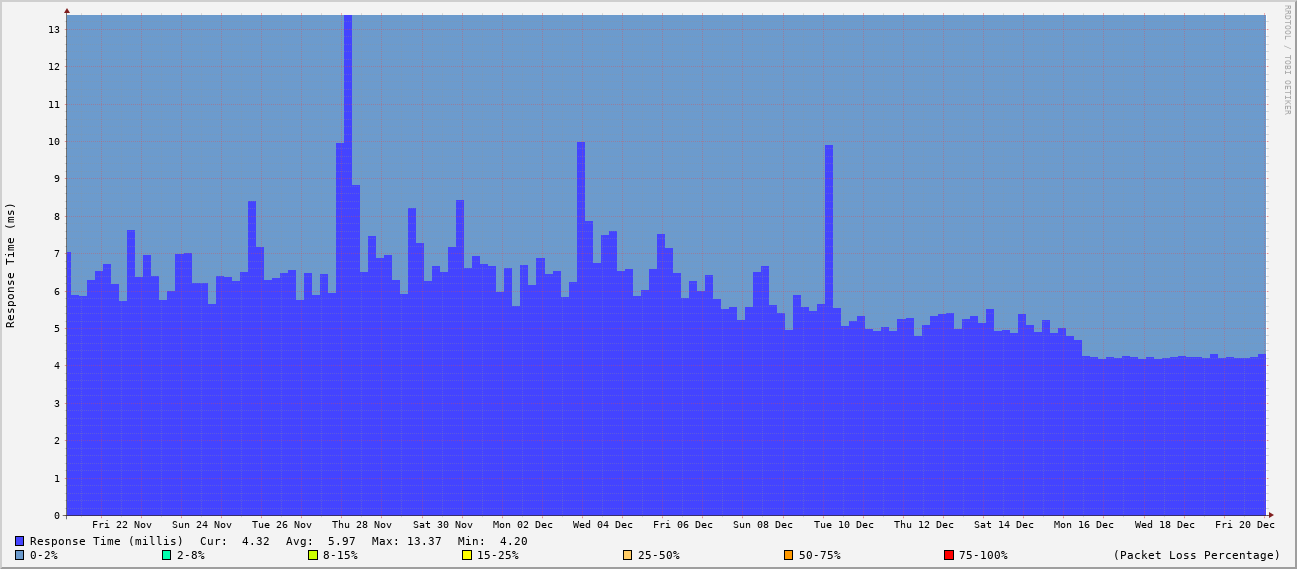 RRDTOOL / TOBI OETIKER
Response Time (ms)
13
12
11
10
9
8
7
6
5
4
3
2
1
0
Fri 22 Nov Sun 24 Nov Tue 26 Nov Thu 28 Nov Sat 30 Nov Mon 02 Dec Wed 04 Dec Fri 06 Dec Sun 08 Dec Tue 10 Dec Thu 12 Dec Sat 14 Dec Mon 16 Dec Wed 18 Dec Fri 20 Dec
Response Time (millis) Cur: 4.32 Avg: 5.97 Max: 13.37 Min: 4.20
0-2% 2-8% 8-15% 15-25% 25-50% 50-75% 75-100% (Packet Loss Percentage)